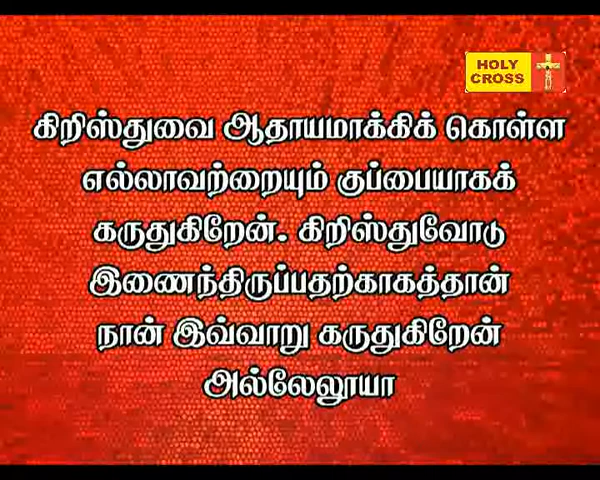 HOLY
CROSS
கிறிஸ்துவை ஆதாயமாக்கிக் கொள்ள
எல்லாவற்றையும் குப்பையாகக்
கருதுகிறேன். கிறிஸ்துவோடு
இணைந்திருப்பதற்காகத்தான்
நான் இவ்வாறு கருதுகிறேன்
அல்லேலூயா